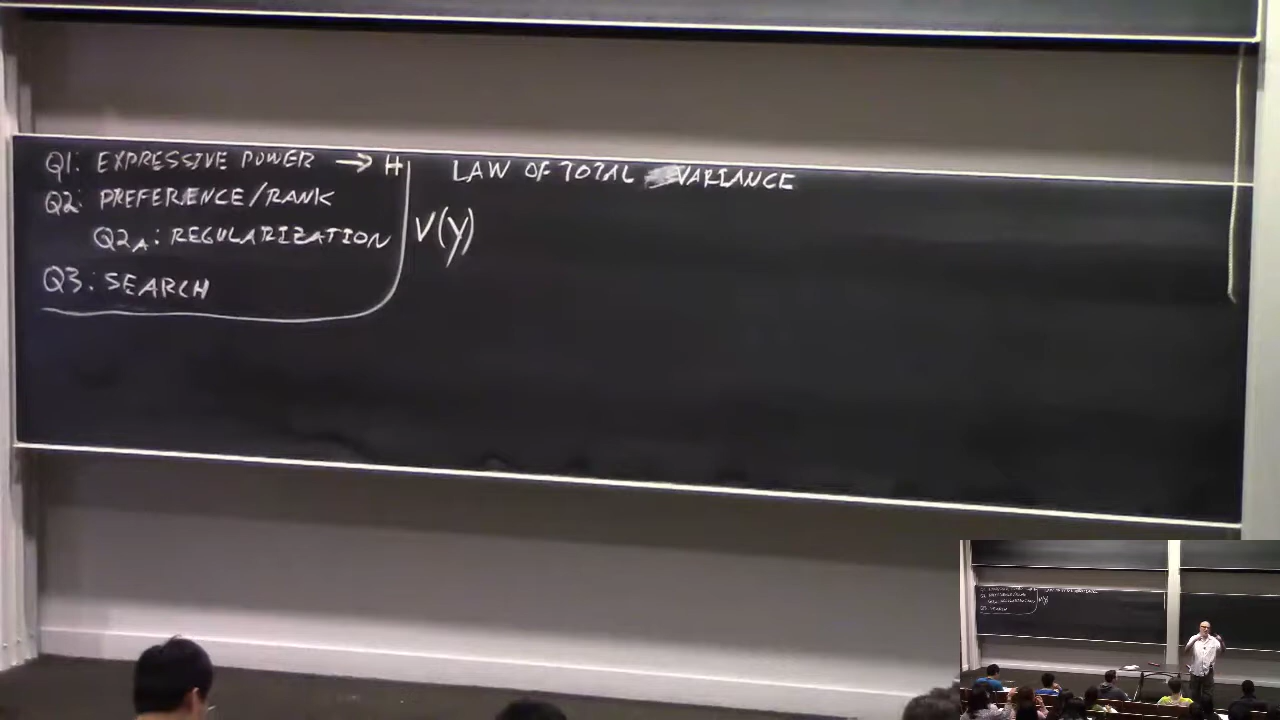 Q1: EXPRESSIVE POWER → H
Q2: PREFERENCE/RANK
Q2A: REGULARIZATION
Q3: SEARCH
LAW OF TOTAL VARIANCE
V(y)